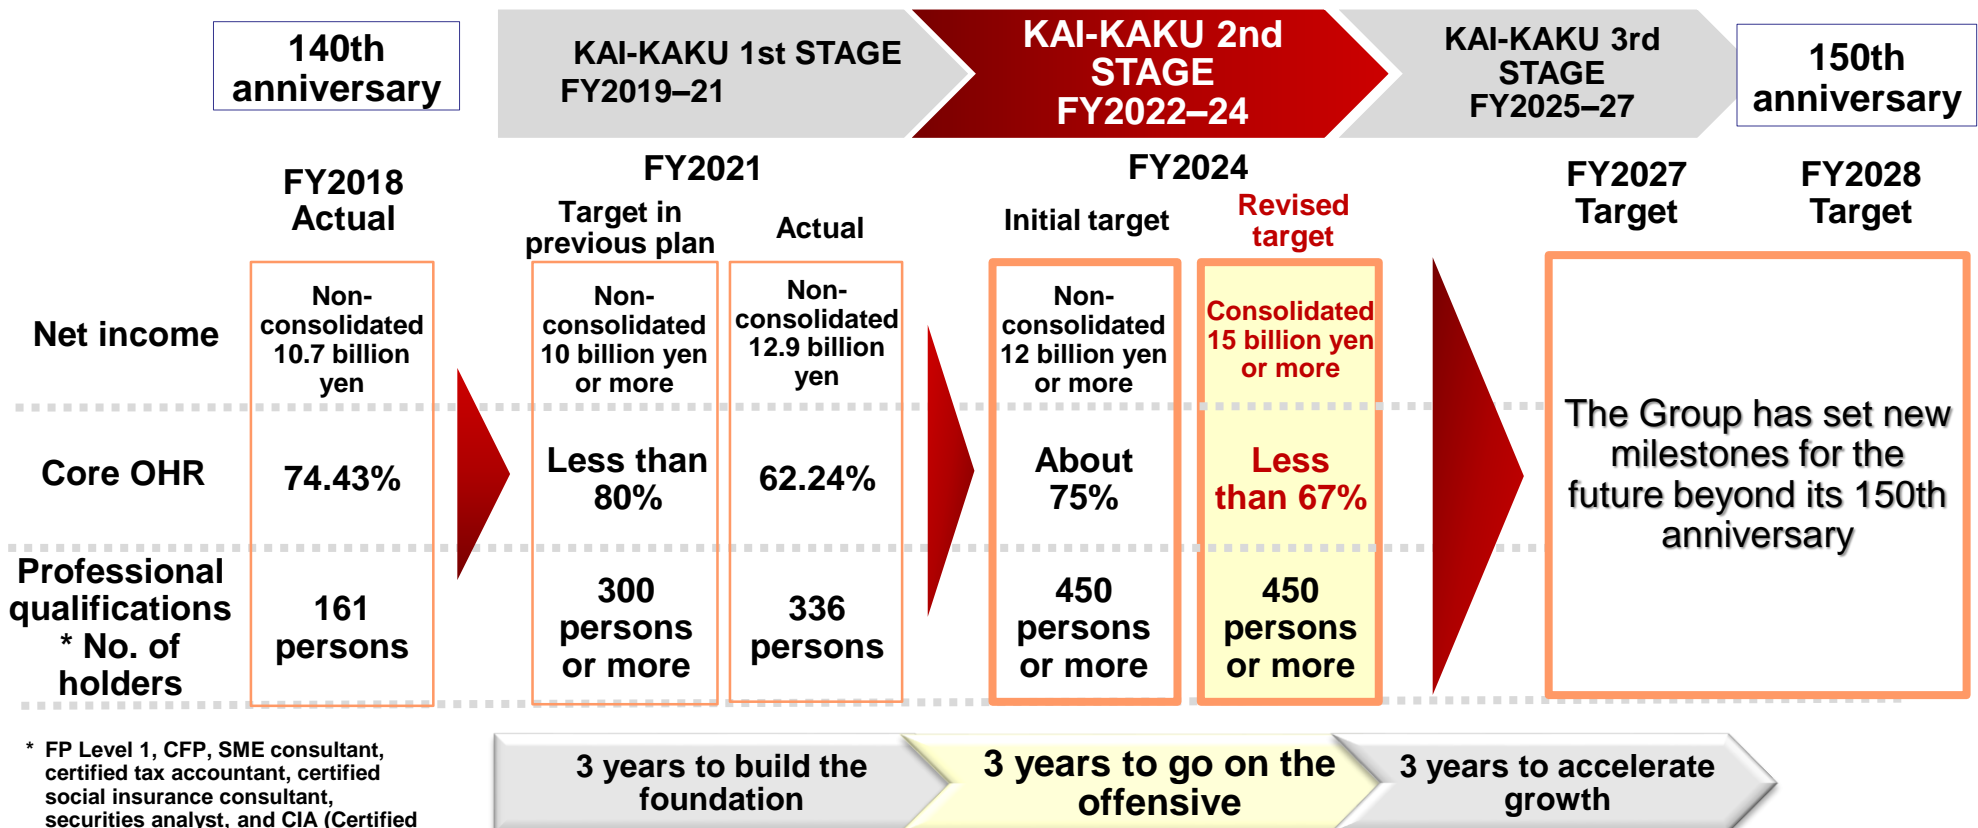 140th
anniversary
KAI-KAKU 1st STAGE
FY2019–21
KAI-KAKU 2nd
STAGE
FY2022–24
KAI-KAKU 3rd
STAGE
FY2025–27
150th
anniversary
FY2018
Actual
FY2021
Target in
previous plan
Actual
FY2024
Initial target
Revised
target
FY2027
Target
FY2028
Target
Net income
Non-
consolidated
10.7 billion
yen
Non-
consolidated
10 billion yen
or more
Non-
consolidated
12.9 billion
yen
Non-
consolidated
12 billion yen
or more
Consolidated
15 billion yen
or more
Core OHR
74.43%
Less than
80%
62.24%
About
75%
Less
than 67%
Professional
qualifications
* No. of
holders
161
persons
300
persons
or more
336
persons
450
persons
or more
450
persons
or more
The Group has set new
milestones for the
future beyond its 150th
anniversary
* FP Level 1, CFP, SME consultant,
certified tax accountant, certified
social insurance consultant,
securities analyst, and CIA (Certified
3 years to build the
foundation
3 years to go on the
offensive
3 years to accelerate
growth